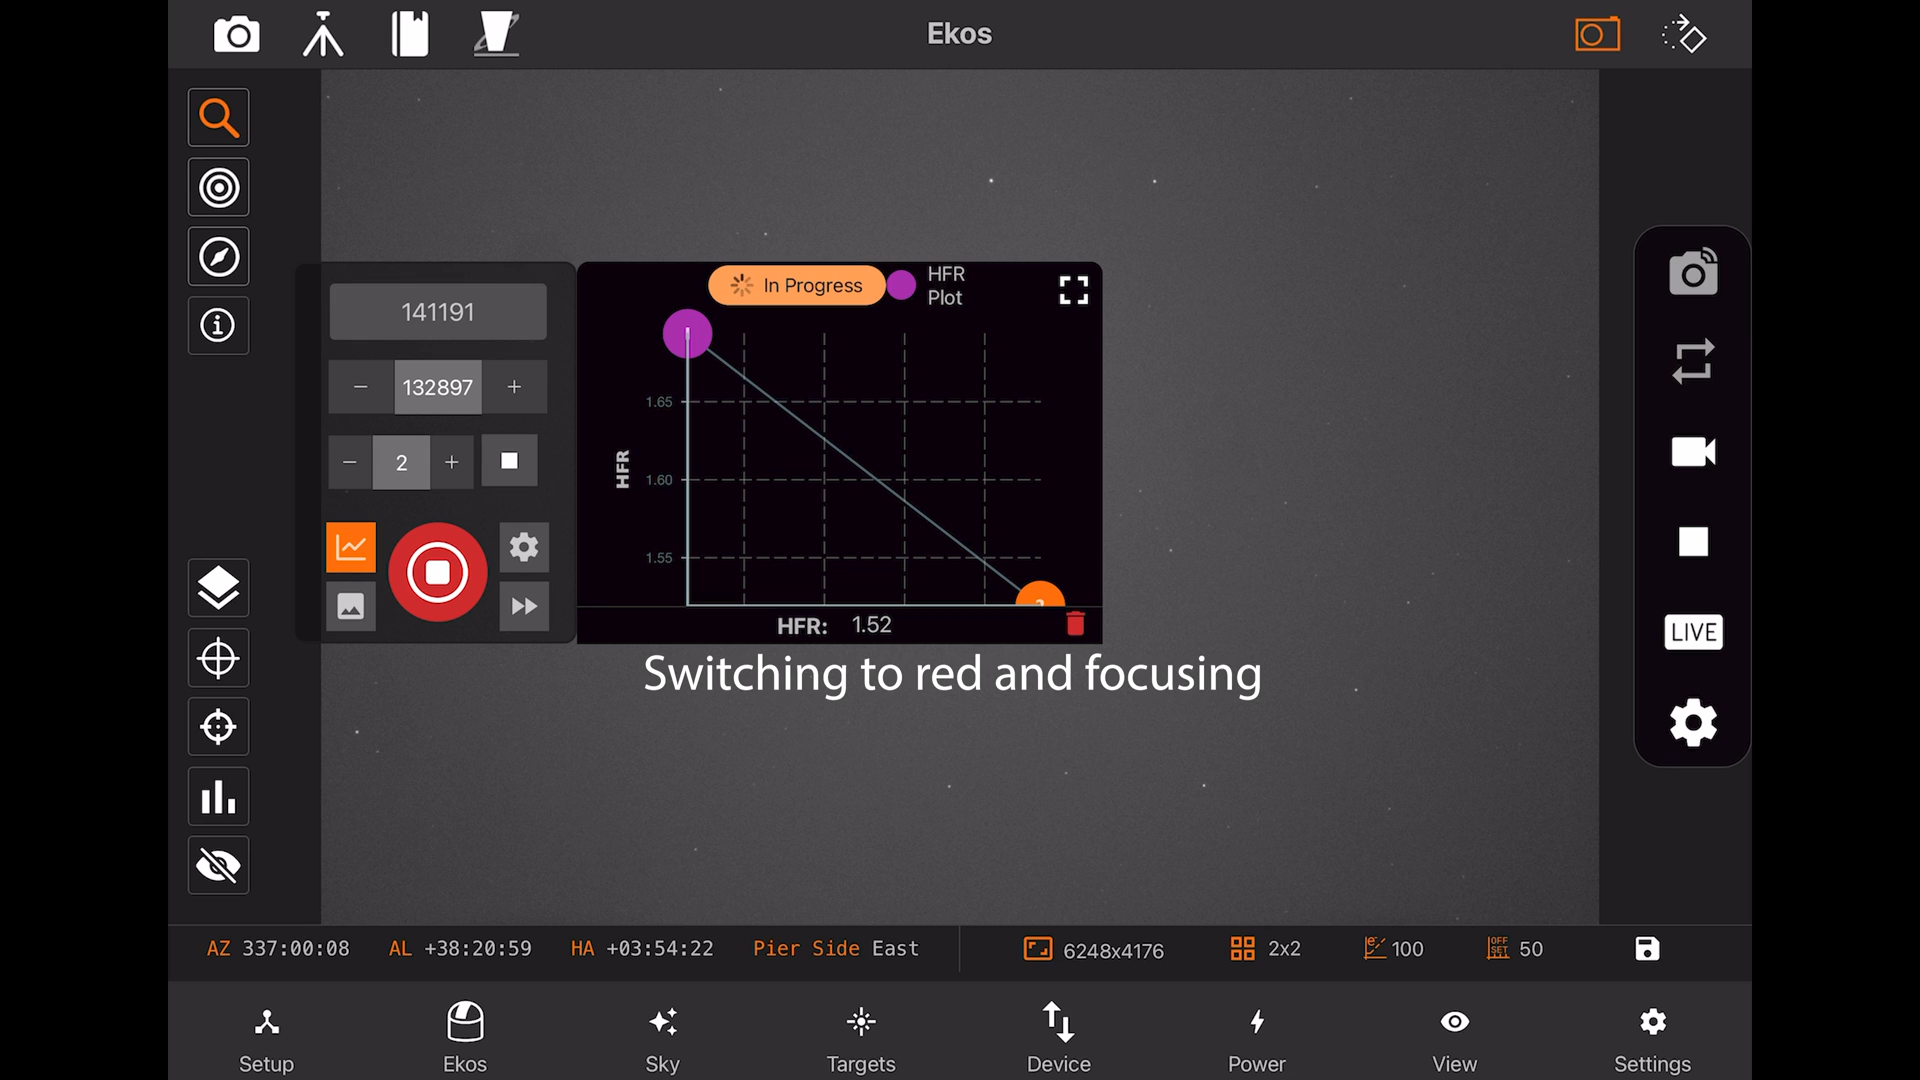 Ekos
In Progress
HFR
Plot
141191
− 132897 +
− 2 +
1.65
1.60
1.55
HFR
HFR: 1.52
Switching to red and focusing
LIVE
AZ 337:00:08 AL +38:20:59 HA +03:54:22 Pier Side East 6248x4176 2x2 100 OFF SET 50
Setup Ekos Sky Targets Device Power View Settings